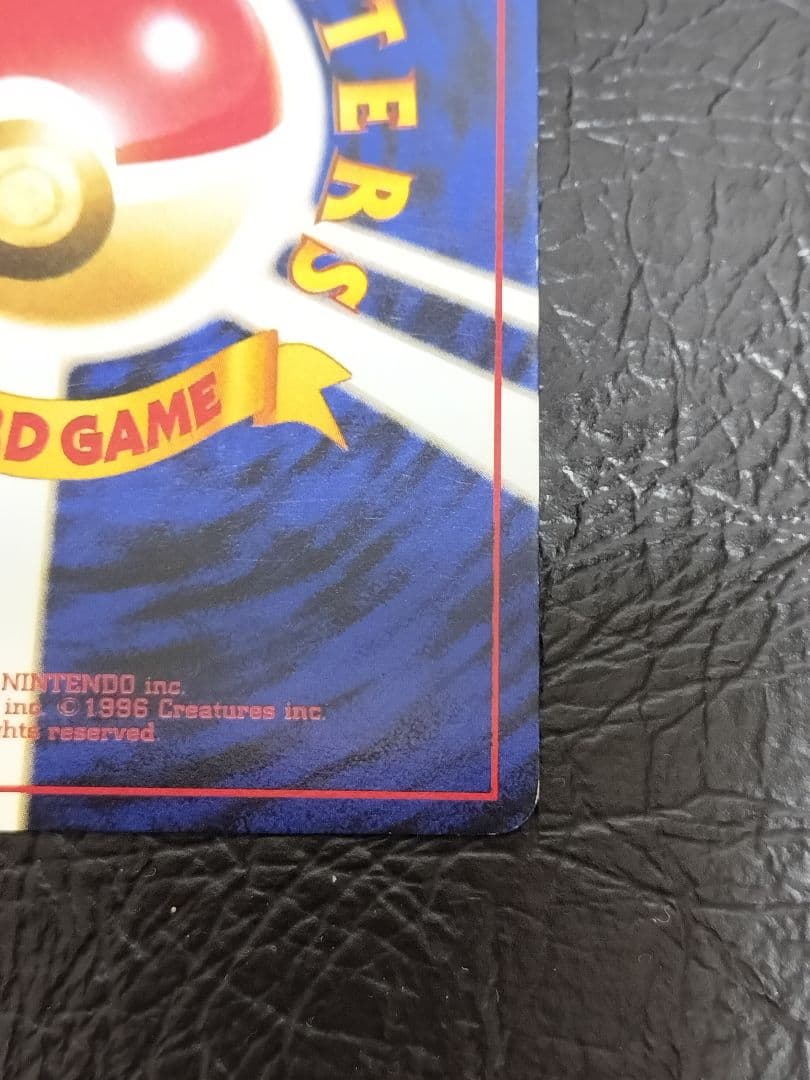 TERS
D GAME
NINTENDO inc.
inc. © 1996 Creatures inc.
hts reserved